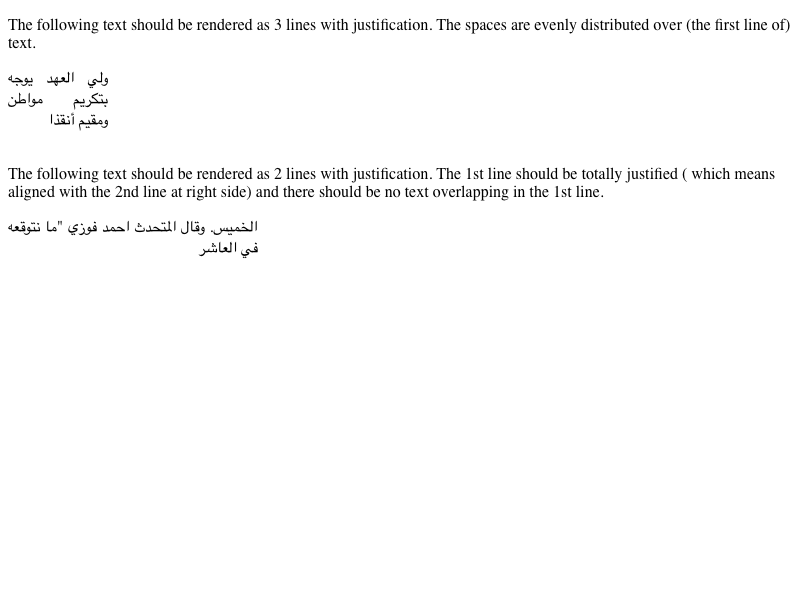 The following text should be rendered as 3 lines with justification. The spaces are evenly distributed over (the first line of)
text.
ولي العهد يوجه
بتكريم مواطن
ومقيم أنقذا
The following text should be rendered as 2 lines with justification. The 1st line should be totally justified ( which means
aligned with the 2nd line at right side) and there should be no text overlapping in the 1st line.
الخميس. وقال المتحدث احمد فوزي "ما نتوقعه
في العاشر